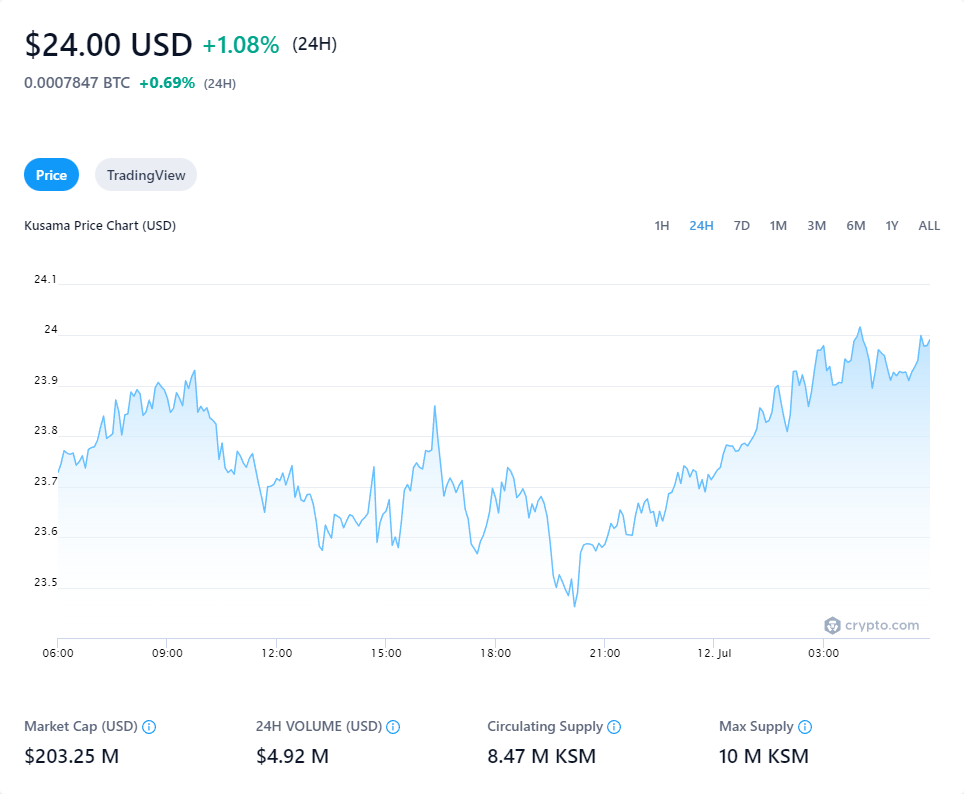 $24.00 USD +1.08% (24H)
0.0007847 BTC +0.69% (24H)
Price TradingView
Kusama Price Chart (USD) 1H 24H 7D 1M 3M 6M 1Y ALL
24.1
24
23.9
23.8
23.7
23.6
23.5
crypto.com
06:00 09:00 12:00 15:00 18:00 21:00 12. Jul 03:00
Market Cap (USD) 24H VOLUME (USD) Circulating Supply Max Supply
$203.25 M $4.92 M 8.47 M KSM 10 M KSM